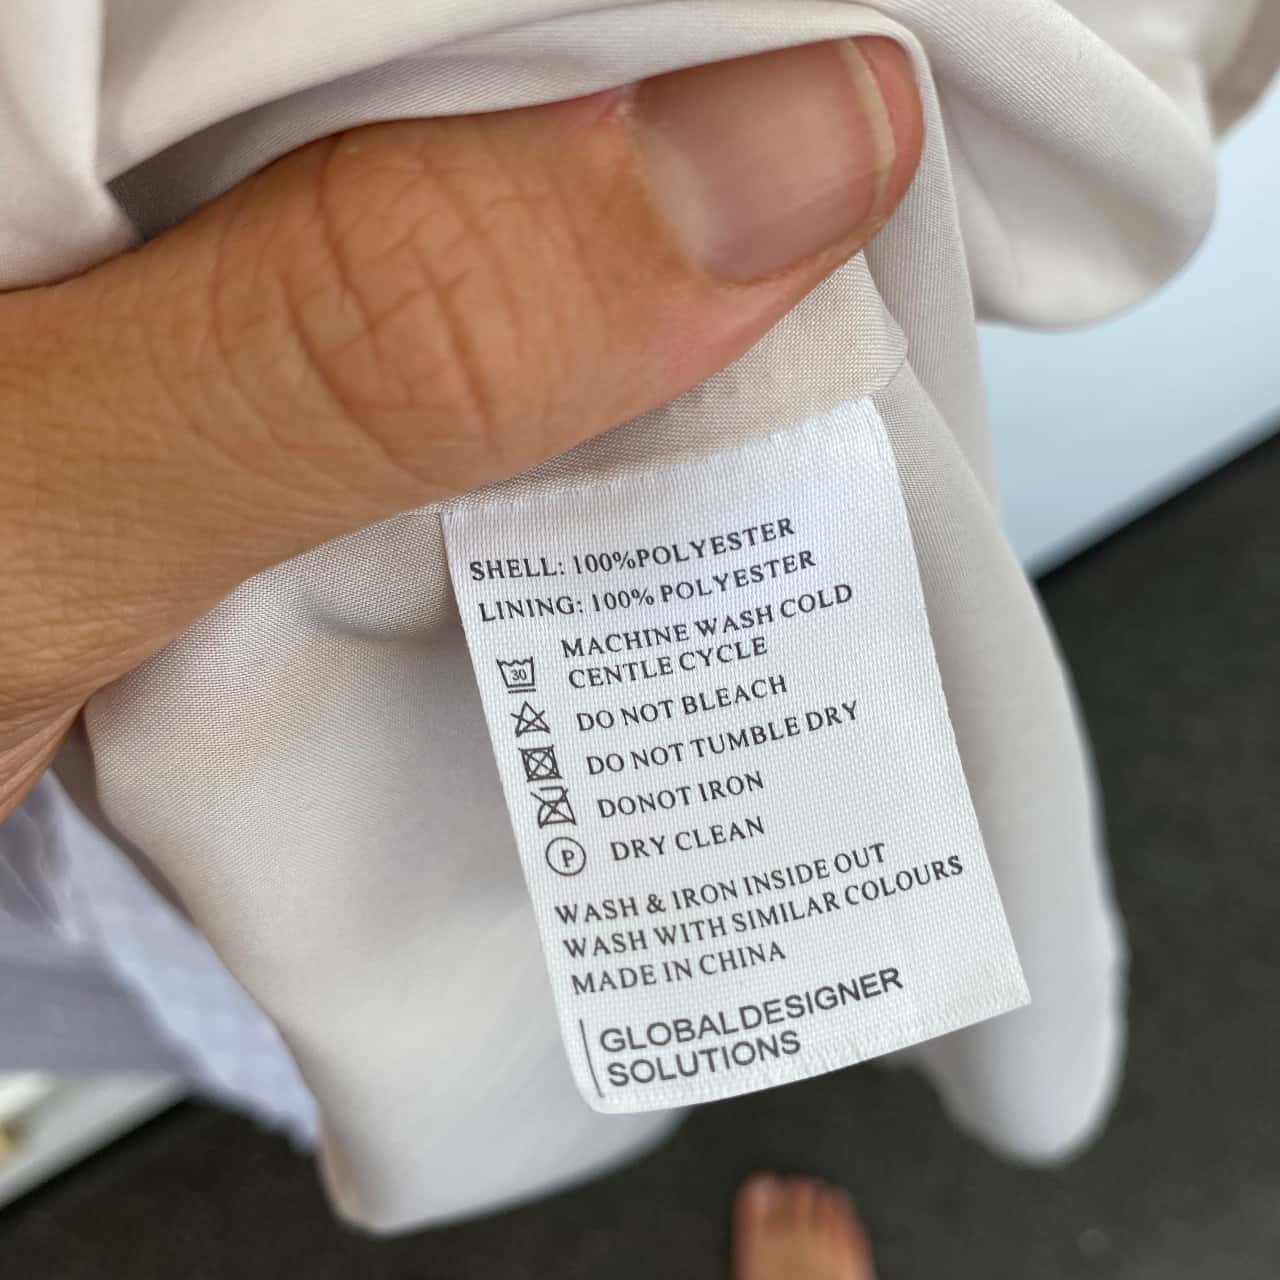 SHELL: 100%POLYESTER
LINING: 100% POLYESTER
MACHINE WASH COLD
CENTLE CYCLE
30
DO NOT BLEACH
DO NOT TUMBLE DRY
DONOT IRON
P DRY CLEAN
WASH & IRON INSIDE OUT
WASH WITH SIMILAR COLOURS
MADE IN CHINA
GLOBALDESIGNER
SOLUTIONS